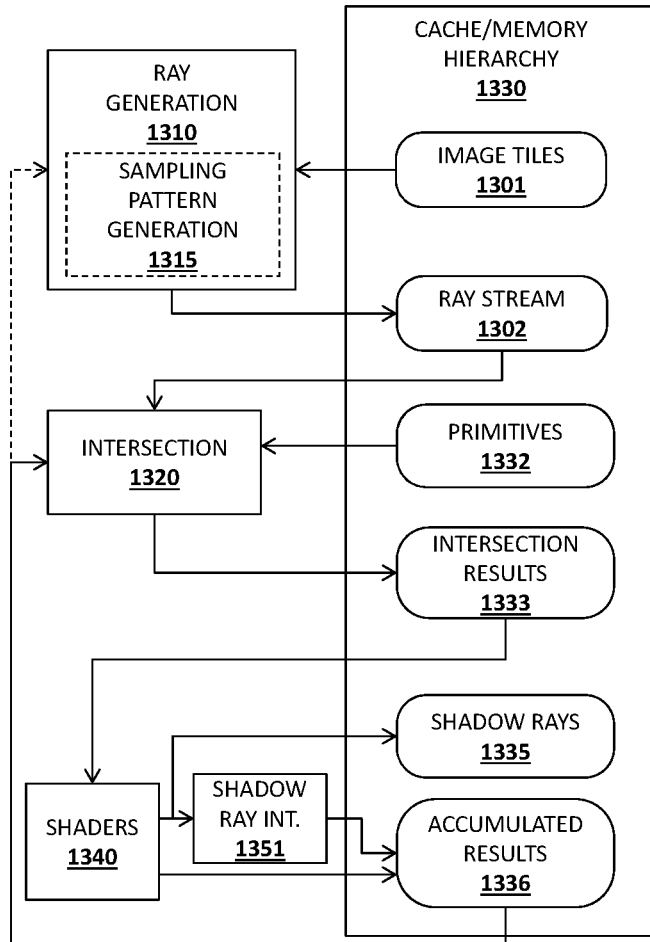 CACHE/MEMORY
HIERARCHY
1330
RAY
GENERATION
1310
SAMPLING
PATTERN
GENERATION
1315
IMAGE TILES
1301
RAY STREAM
1302
INTERSECTION
1320
PRIMITIVES
1332
INTERSECTION
RESULTS
1333
SHADOW RAYS
1335
SHADERS
1340
SHADOW
RAY INT.
1351
ACCUMULATED
RESULTS
1336